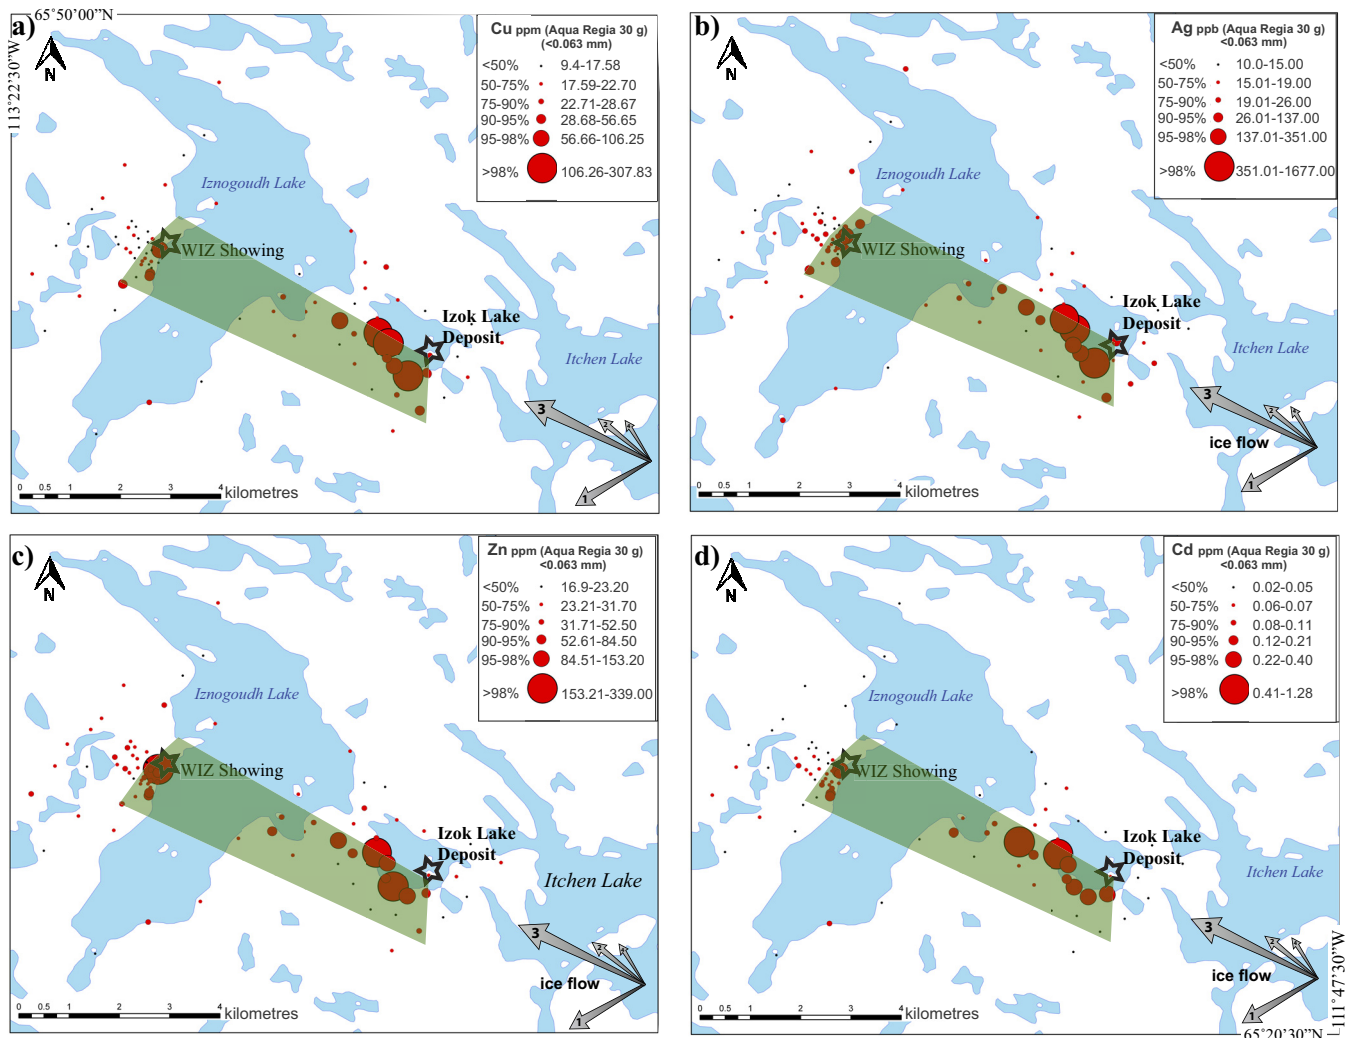 65˚50'00"N
113˚22'30"W
a)
N
Cu ppm (Aqua Regia 30 g)
(<0.063 mm)
<50% 9.4-17.58
50-75% 17.59-22.70
75-90% 22.71-28.67
90-95% 28.68-56.65
95-98% 56.66-106.25
>98% 106.26-307.83
Iznogoudh Lake
WIZ Showing
Izok Lake
Deposit
Itchen Lake
3
2
4
1
0 0.5 1 2 3 4 kilometres
b)
N
Ag ppb (Aqua Regia 30 g)
(<0.063 mm)
<50% 10.0-15.00
50-75% 15.01-19.00
75-90% 19.01-26.00
90-95% 26.01-137.00
95-98% 137.01-351.00
>98% 351.01-1677.00
Iznogoudh Lake
WIZ Showing
Izok Lake
Deposit
Itchen Lake
3
2
4
ice flow
1
0 0.5 1 2 3 4 kilometres
c)
N
Zn ppm (Aqua Regia 30 g)
<0.063 mm)
<50% 16.9-23.20
50-75% 23.21-31.70
75-90% 31.71-52.50
90-95% 52.61-84.50
95-98% 84.51-153.20
>98% 153.21-339.00
Iznogoudh Lake
WIZ Showing
Izok Lake
Deposit
Itchen Lake
3
2
4
ice flow
1
0 0.5 1 2 3 4 kilometres
d)
N
Cd ppm (Aqua Regia 30 g)
<0.063 mm)
<50% 0.02-0.05
50-75% 0.06-0.07
75-90% 0.08-0.11
90-95% 0.12-0.21
95-98% 0.22-0.40
>98% 0.41-1.28
Iznogoudh Lake
WIZ Showing
Izok Lake
Deposit
Itchen Lake
3
2
4
ice flow
1
0 0.5 1 2 3 4 kilometres
111˚47'30"W
65˚20'30"N